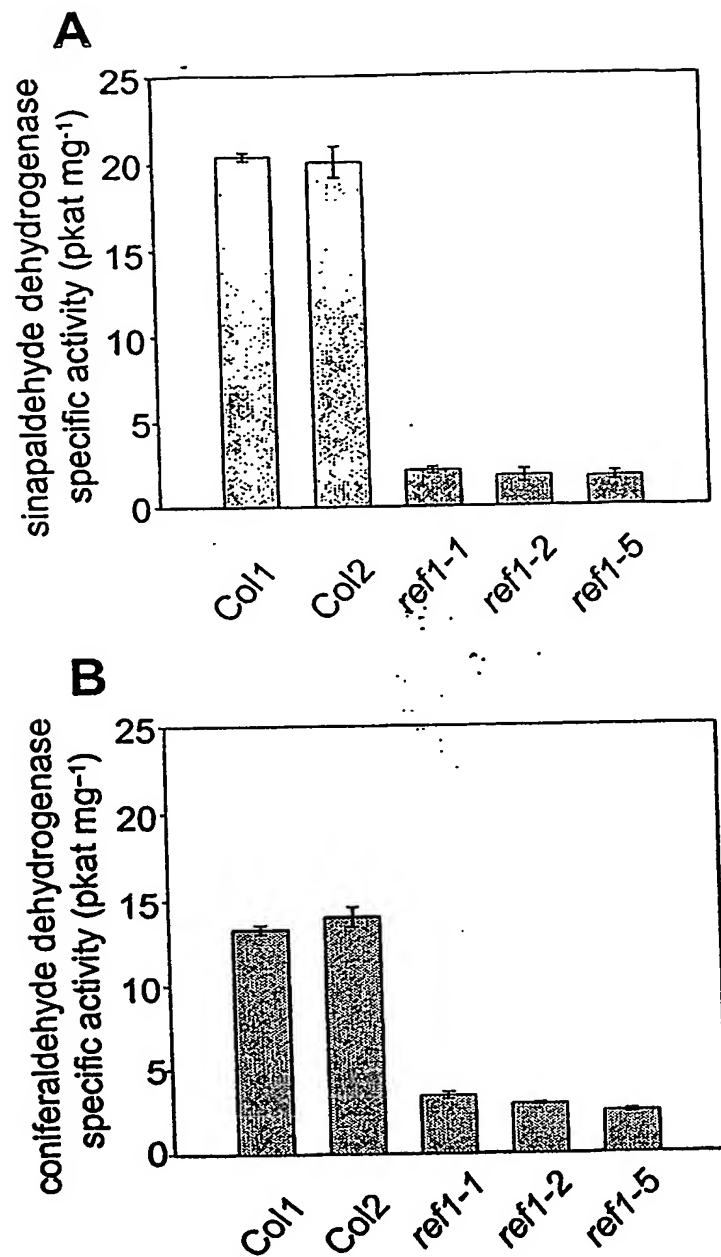 A
sinapaldehyde dehydrogenase
specific activity (pkat mg-1)
25
20
15
10
5
0
Col1
Col2
ref1-1
ref1-2
ref1-5
B
coniferaldehyde dehydrogenase
specific activity (pkat mg-1)
25
20
15
10
5
0
Col1
Col2
ref1-1
ref1-2
ref1-5